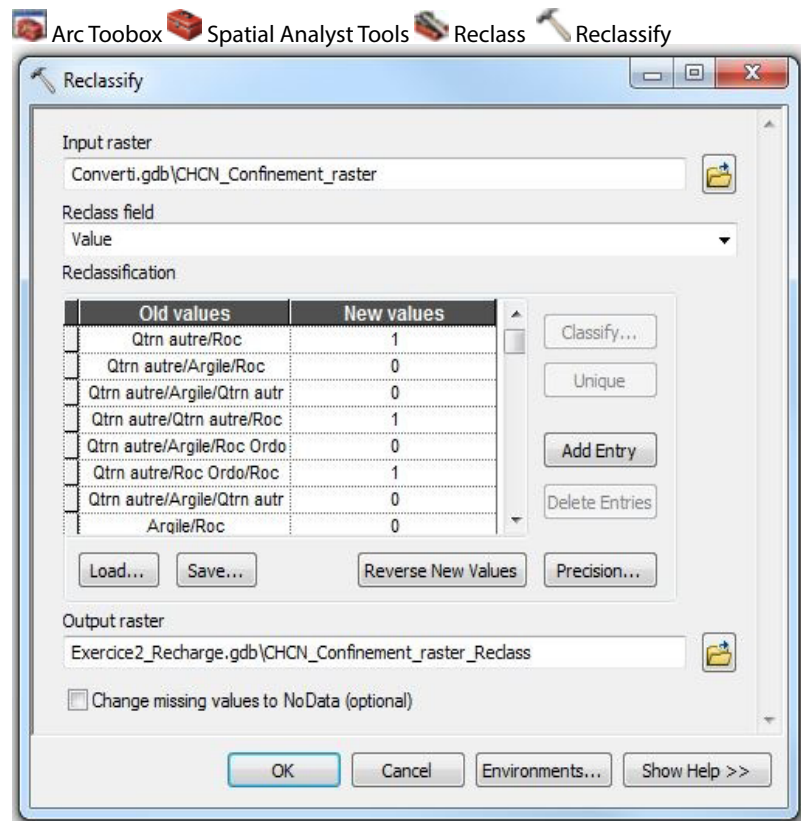 Arc Toobox Spatial Analyst Tools Reclass Reclassify
Reclassify
Input raster
Converti.gdb\CHCN_Confinement_raster
Reclass field
Value
Reclassification
Old values New values
Qtrn autre/Roc 1
Qtrn autre/Argile/Roc 0
Qtrn autre/Argile/Qtrn autr 0
Qtrn autre/Qtrn autre/Roc 1
Qtrn autre/Argile/Roc Ordo 0
Qtrn autre/Roc Ordo/Roc 1
Qtrn autre/Argile/Qtrn autr 0
Argile/Roc 0
Classify...
Unique
Add Entry
Delete Entries
Load... Save... Reverse New Values Precision...
Output raster
Exercice2_Recharge.gdb\CHCN_Confinement_raster_Reclass
Change missing values to NoData (optional)
OK Cancel Environments... Show Help >>